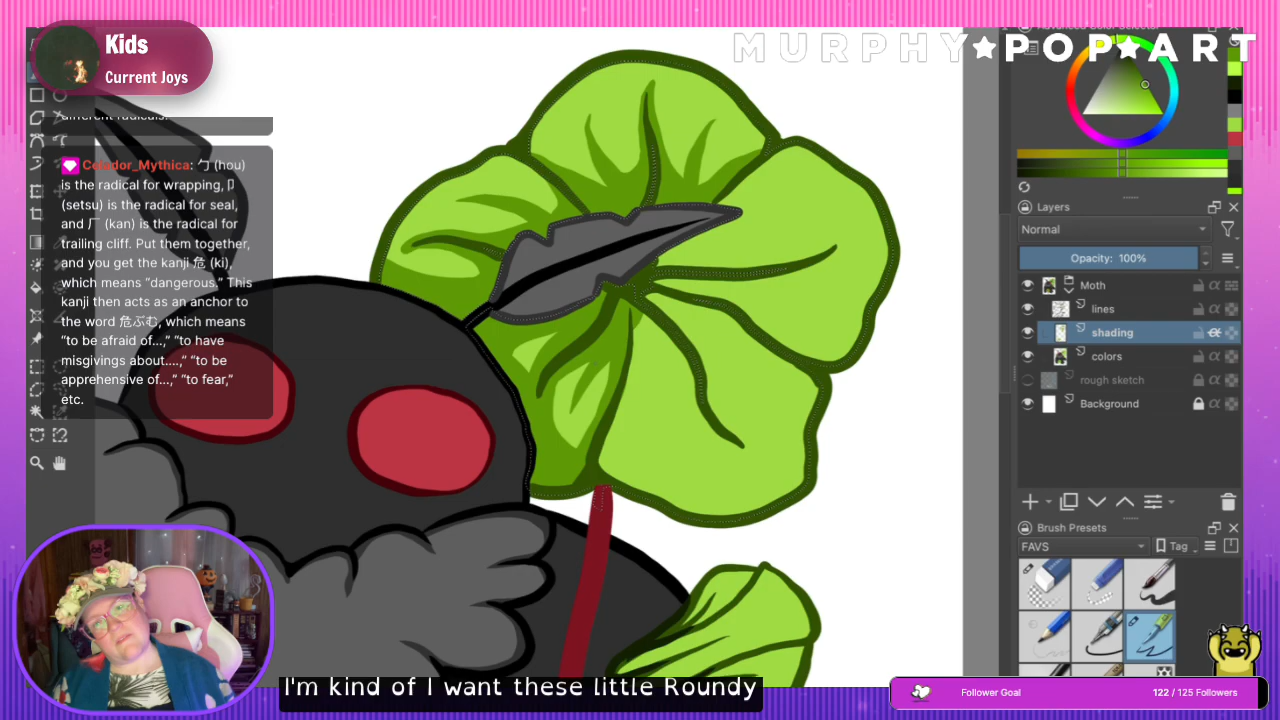 Kids
Current Joys
MURPHY★POP★ART
different radicals.
Celador_Mythica: 勹 (hou)
is the radical for wrapping, 卩
(setsu) is the radical for seal,
and 厂 (kan) is the radical for
trailing cliff. Put them together,
and you get the kanji 危 (ki),
which means "dangerous." This
kanji then acts as an anchor to
the word 危ぶむ, which means
"to be afraid of...," "to have
misgivings about....," "to be
apprehensive of...," "to fear,"
etc.
Advanced Color Selector
Layers
Normal
Opacity: 100%
Moth
lines
shading
colors
rough sketch
Background
Brush Presets
FAVS
Tag
I'm kind of I want these little Roundy
Follower Goal
122 / 125 Followers